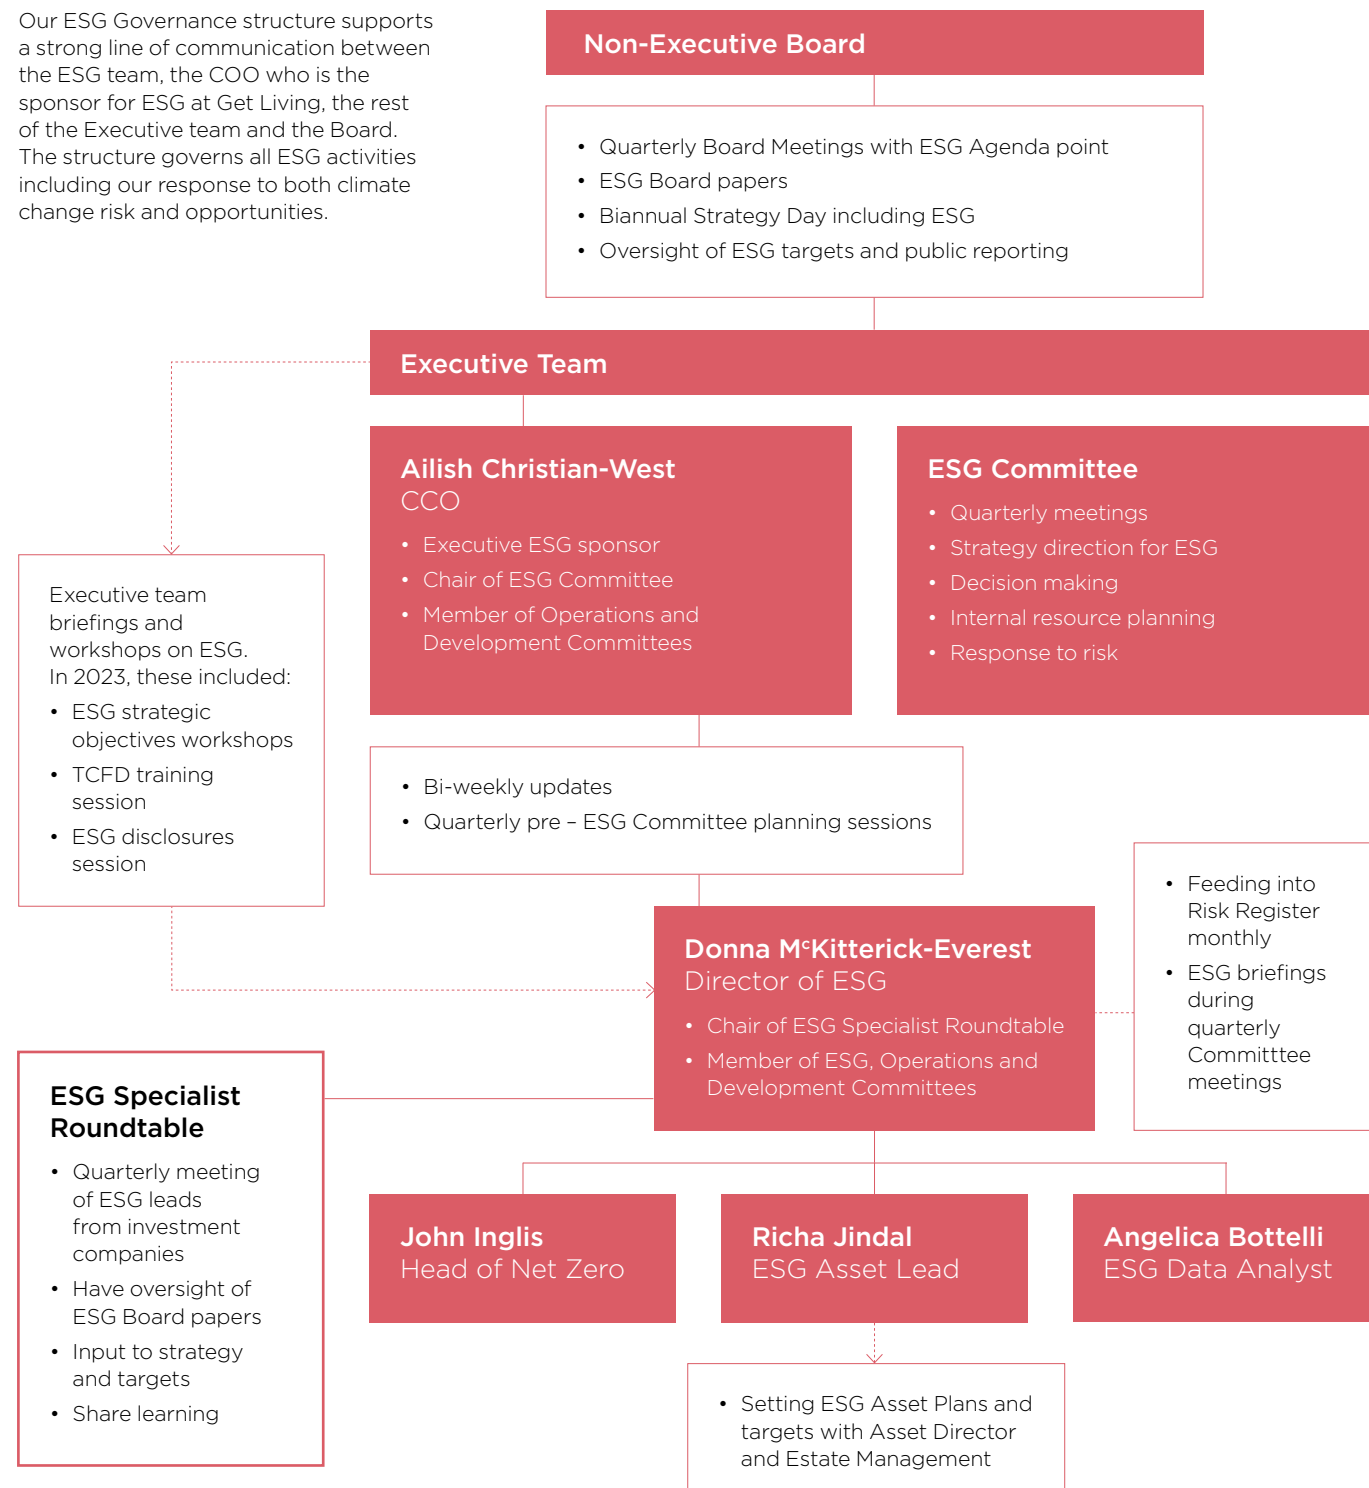 Our ESG Governance structure supports
a strong line of communication between
the ESG team, the COO who is the
sponsor for ESG at Get Living, the rest
of the Executive team and the Board.
The structure governs all ESG activities
including our response to both climate
change risk and opportunities.
Non-Executive Board
• Quarterly Board Meetings with ESG Agenda point
• ESG Board papers
• Biannual Strategy Day including ESG
• Oversight of ESG targets and public reporting
Executive Team
Ailish Christian-West
CCO
• Executive ESG sponsor
• Chair of ESG Committee
• Member of Operations and
Development Committees
ESG Committee
• Quarterly meetings
• Strategy direction for ESG
• Decision making
• Internal resource planning
• Response to risk
Executive team
briefings and
workshops on ESG.
In 2023, these included:
• ESG strategic
objectives workshops
• TCFD training
session
• ESG disclosures
session
• Bi-weekly updates
• Quarterly pre – ESG Committee planning sessions
• Feeding into
Risk Register
monthly
• ESG briefings
during
quarterly
Committtee
meetings
Donna McKitterick-Everest
Director of ESG
• Chair of ESG Specialist Roundtable
• Member of ESG, Operations and
Development Committees
ESG Specialist
Roundtable
• Quarterly meeting
of ESG leads
from investment
companies
• Have oversight of
ESG Board papers
• Input to strategy
and targets
• Share learning
John Inglis
Head of Net Zero
Richa Jindal
ESG Asset Lead
Angelica Bottelli
ESG Data Analyst
• Setting ESG Asset Plans and
targets with Asset Director
and Estate Management